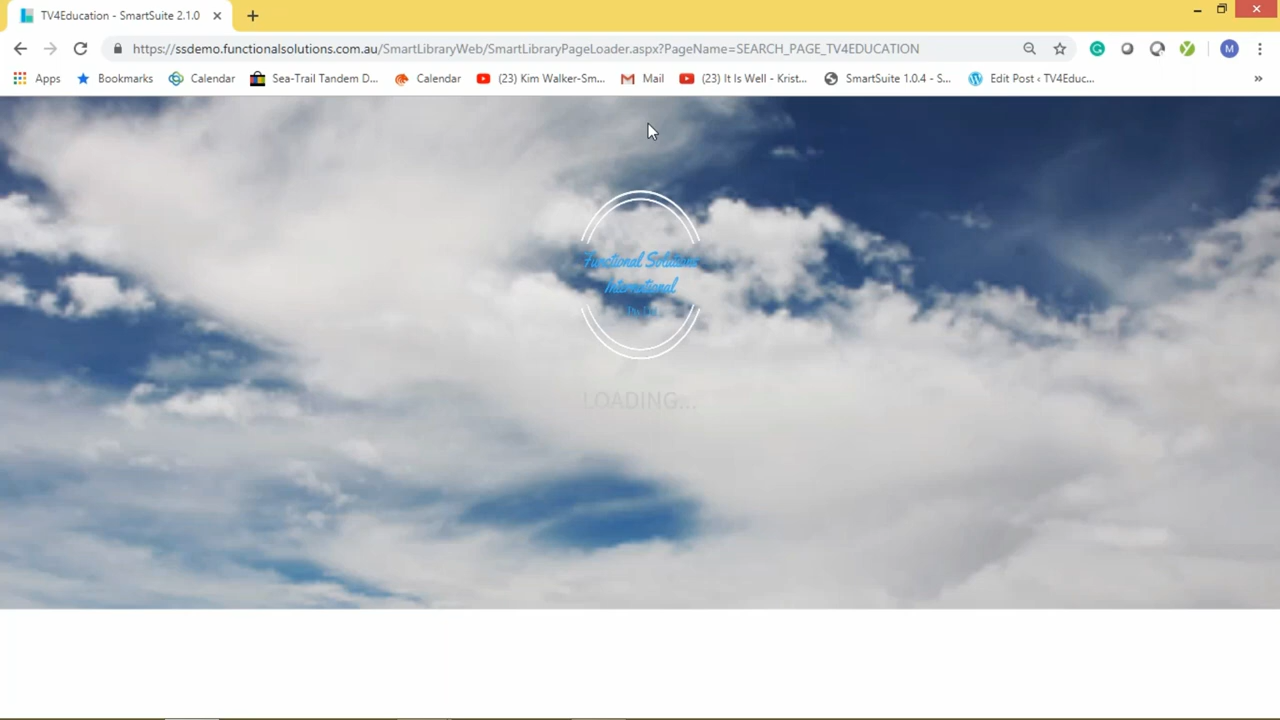 TV4Education - SmartSuite 2.1.0
https://ssdemo.functionalsolutions.com.au/SmartLibraryWeb/SmartLibraryPageLoader.aspx?PageName=SEARCH_PAGE_TV4EDUCATION
M
Apps Bookmarks Calendar Sea-Trail Tandem D... Calendar (23) Kim Walker-Sm... Mail (23) It Is Well - Krist... SmartSuite 1.0.4 - S... Edit Post ‹ TV4Educ... »
Functional Solutions
International
LOADING...